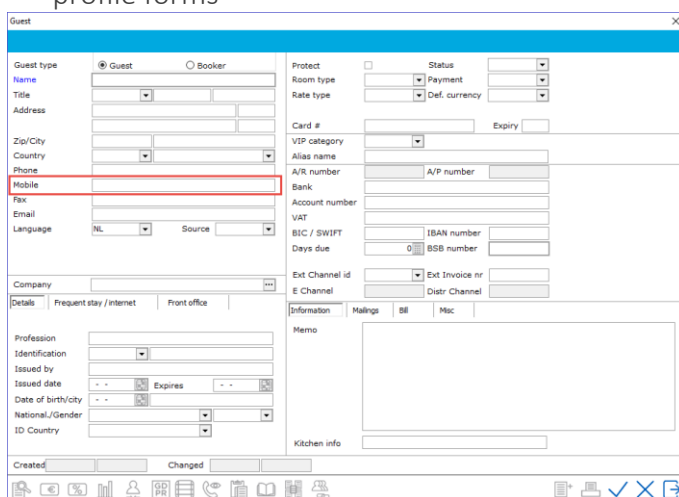 profile forms
Guest
Guest type Guest Booker
Name
Title
Address
Zip/City
Country
Phone
Mobile
Fax
Email
Language NL Source
Company
Details Frequent stay / internet Front office
Profession
Identification
Issued by
Issued date - - Expires - -
Date of birth/city - -
National./Gender
ID Country
Protect Status
Room type Payment
Rate type Def. currency
Card # Expiry
VIP category
Alias name
A/R number A/P number
Bank
Account number
VAT
BIC / SWIFT IBAN number
Days due 0 BSB number
Ext Channel id Ext Invoice nr
E Channel Distr Channel
Information Mailings Bill Misc
Memo
Kitchen info
Created Changed
GD
PR